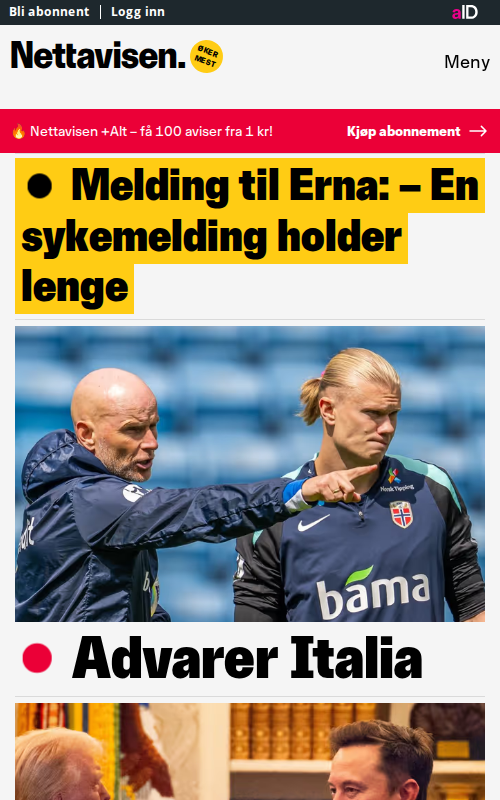 Bli abonnent | Logg inn
aID
Nettavisen.
ØKER
MEST
Meny
🔥 Nettavisen +Alt – få 100 aviser fra 1 kr!
Kjøp abonnement →
Melding til Erna: – En
sykemelding holder
lenge
Norsk Tipping
bama
Advarer Italia